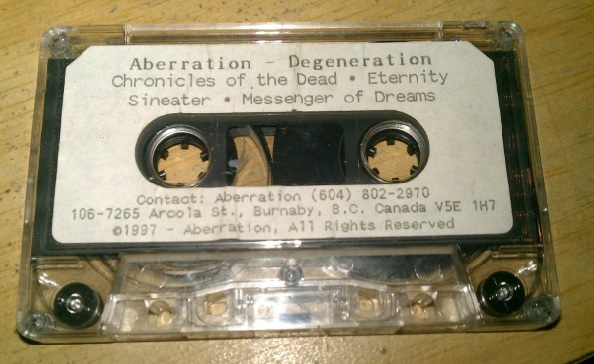 Aberration - Degeneration
Chronicles of the Dead • Eternity
Sineater • Messenger of Dreams
Contact: Aberration (604) 802-2970
106-7265 Arcola St., Burnaby, B.C. Canada V5E 1H7
©1997 - Aberration, All Rights Reserved